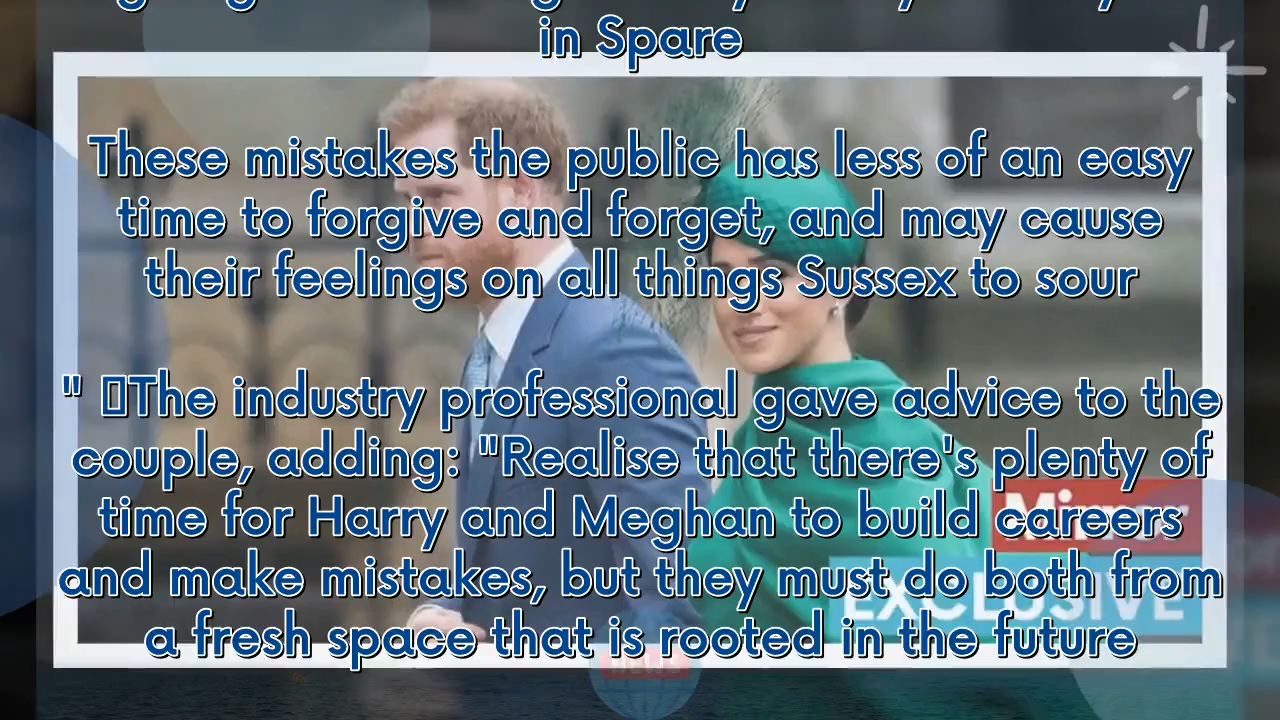 in Spare
These mistakes the public has less of an easy
time to forgive and forget, and may cause
their feelings on all things Sussex to sour
" ▯The industry professional gave advice to the
couple, adding: "Realise that there's plenty of
time for Harry and Meghan to build careers
and make mistakes, but they must do both from
a fresh space that is rooted in the future
Mirror
EXCLUSIVE
NEWS